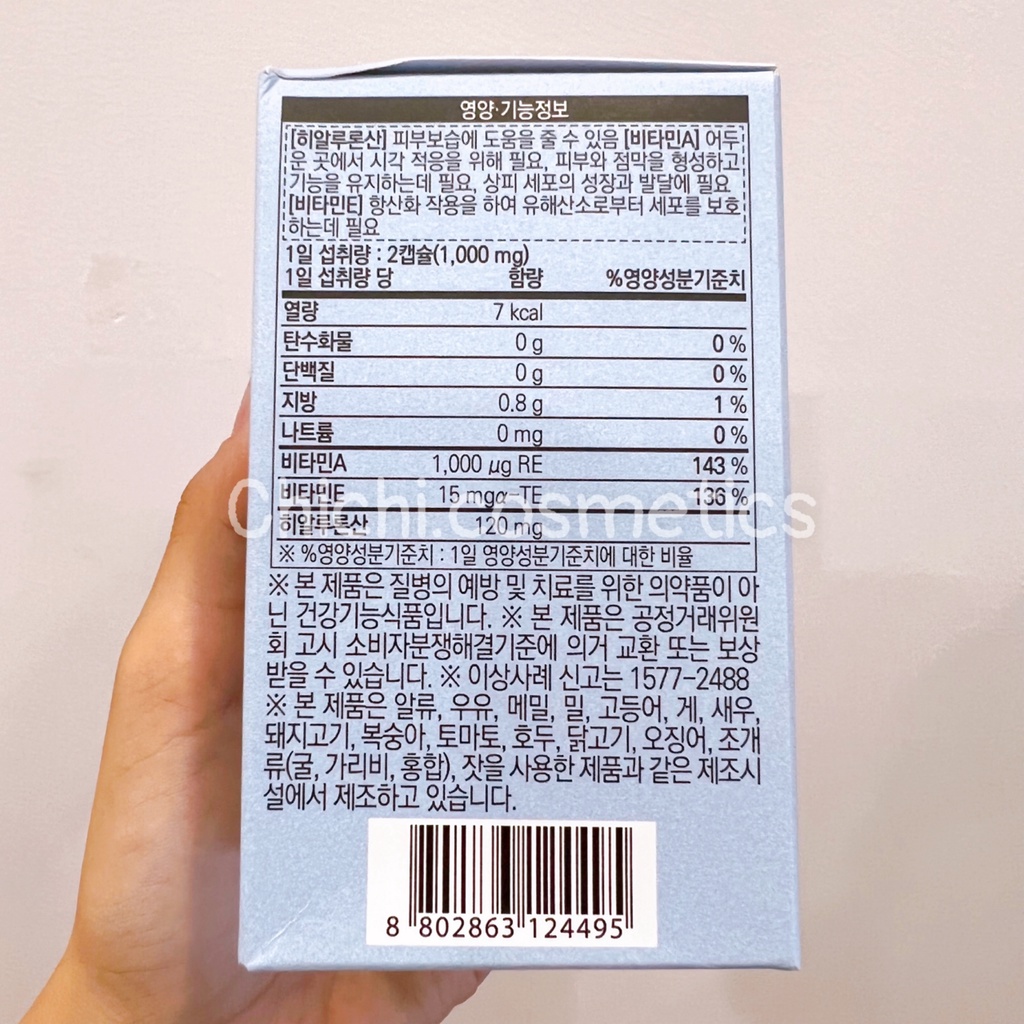 영양·기능정보
[히알루론산] 피부보습에 도움을 줄 수 있음 [비타민A] 어두
운 곳에서 시각 적응을 위해 필요, 피부와 점막을 형성하고
기능을 유지하는데 필요, 상피 세포의 성장과 발달에 필요
[비타민E] 항산화 작용을 하여 유해산소로부터 세포를 보호
하는데 필요
1일 섭취량 : 2캡슐(1,000 mg)
1일 섭취량 당 함량 %영양성분기준치
열량 7 kcal
탄수화물 0 g 0 %
단백질 0 g 0 %
지방 0.8 g 1 %
나트륨 0 mg 0 %
비타민A 1,000 μg RE 143 %
비타민E 15 mgα-TE 136 %
Chichi.cosmetics
히알루론산 120 mg
※ %영양성분기준치 : 1일 영양성분기준치에 대한 비율
※ 본 제품은 질병의 예방 및 치료를 위한 의약품이 아
닌 건강기능식품입니다. ※ 본 제품은 공정거래위원
회 고시 소비자분쟁해결기준에 의거 교환 또는 보상
받을 수 있습니다. ※ 이상사례 신고는 1577-2488
※ 본 제품은 알류, 우유, 메밀, 밀, 고등어, 게, 새우,
돼지고기, 복숭아, 토마토, 호두, 닭고기, 오징어, 조개
류(굴, 가리비, 홍합), 잣을 사용한 제품과 같은 제조시
설에서 제조하고 있습니다.
8 802863 124495